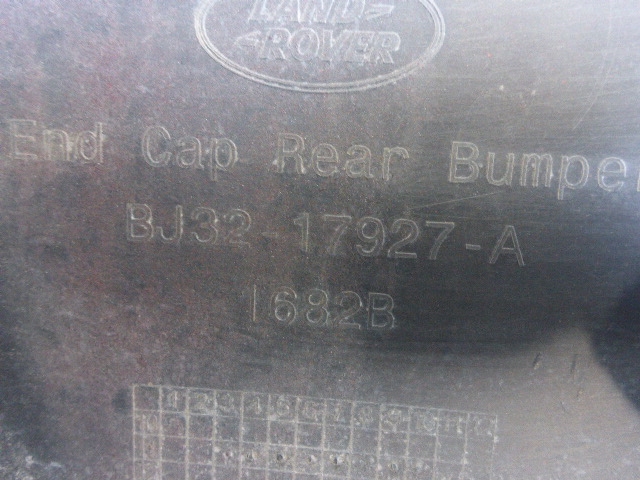 LAND
ROVER
End Cap Rear Bumper
BJ32-17927-A
1682B